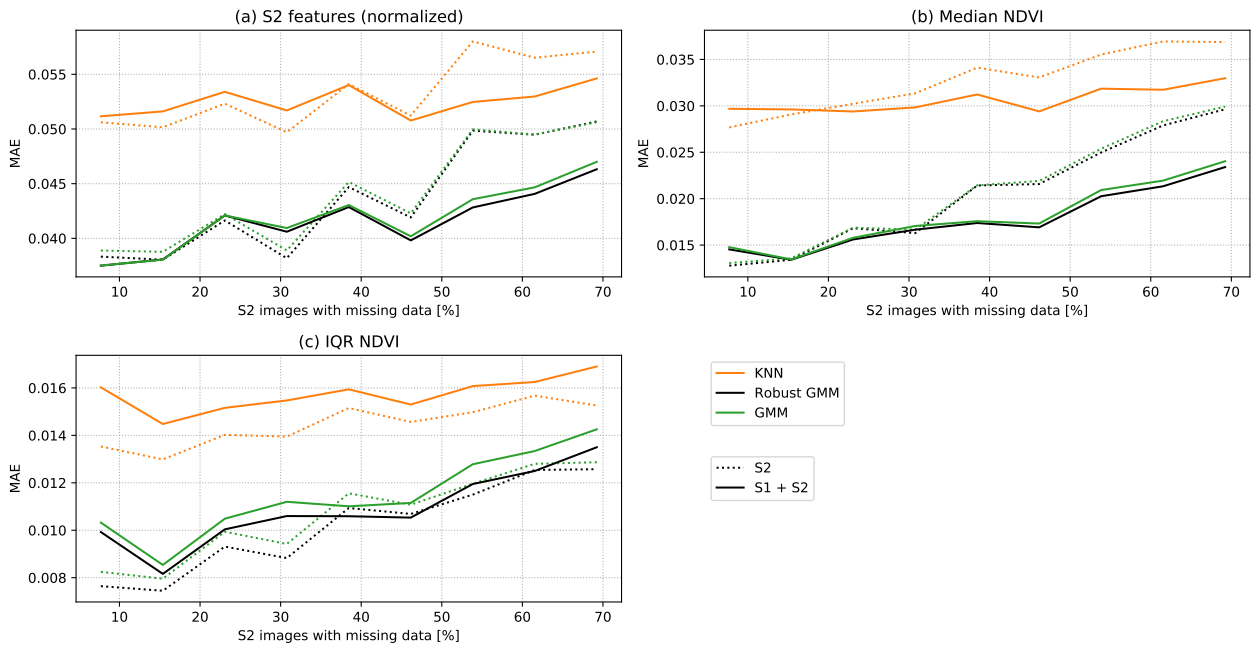 (a) S2 features (normalized)
0.055
0.050
0.045
0.040
MAE
10 20 30 40 50 60 70
S2 images with missing data [%]
(b) Median NDVI
0.035
0.030
0.025
0.020
0.015
MAE
10 20 30 40 50 60 70
S2 images with missing data [%]
(c) IQR NDVI
0.016
0.014
0.012
0.010
0.008
MAE
10 20 30 40 50 60 70
S2 images with missing data [%]
KNN
Robust GMM
GMM
S2
S1 + S2